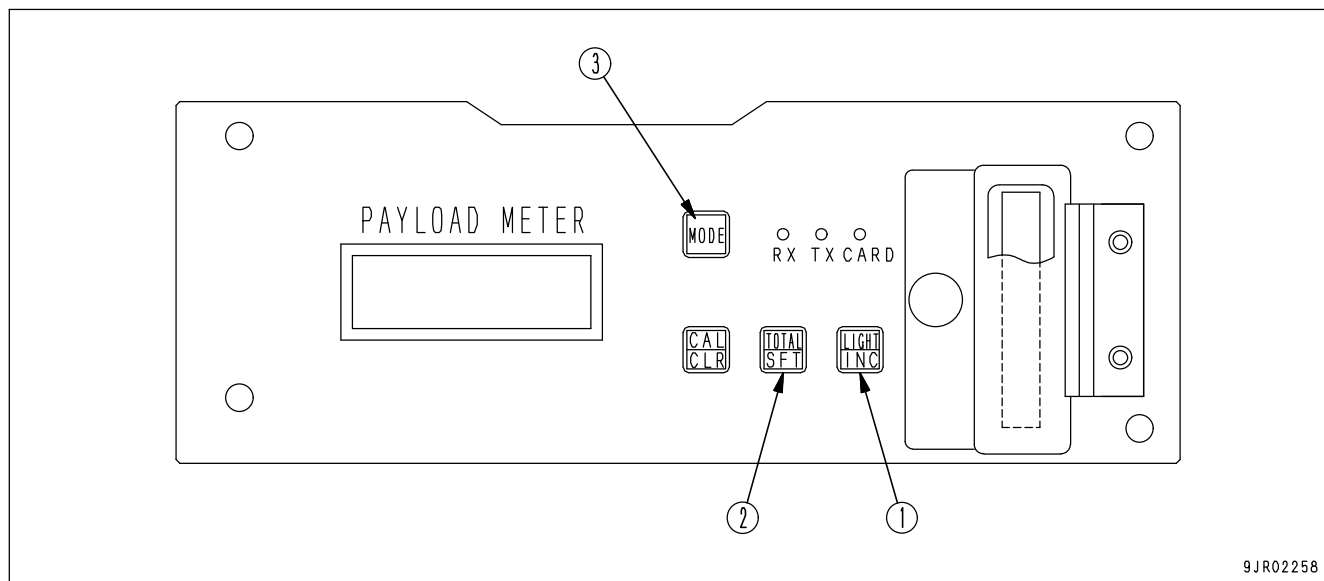 3
PAYLOAD METER
MODE
RX TX CARD
CAL
CLR
TOTAL
SFT
LIGHT
INC
2
1
9JR02258